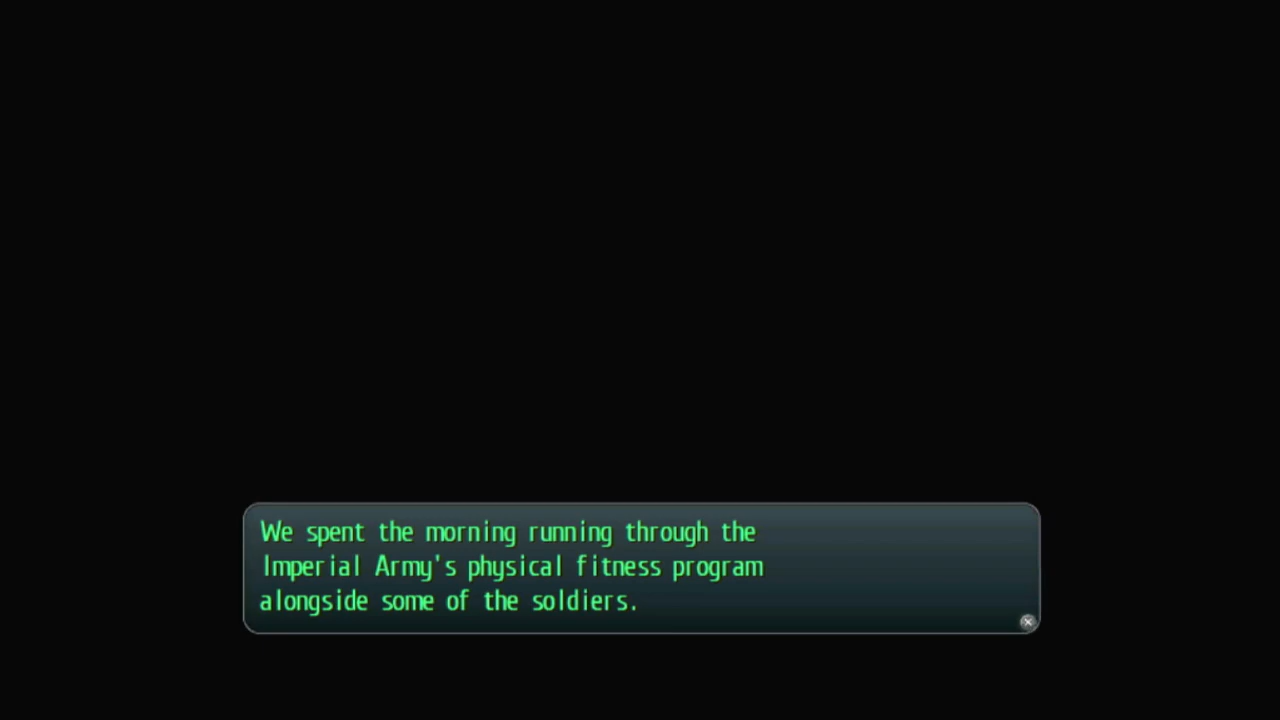 We spent the morning running through the
Imperial Army's physical fitness program
alongside some of the soldiers.